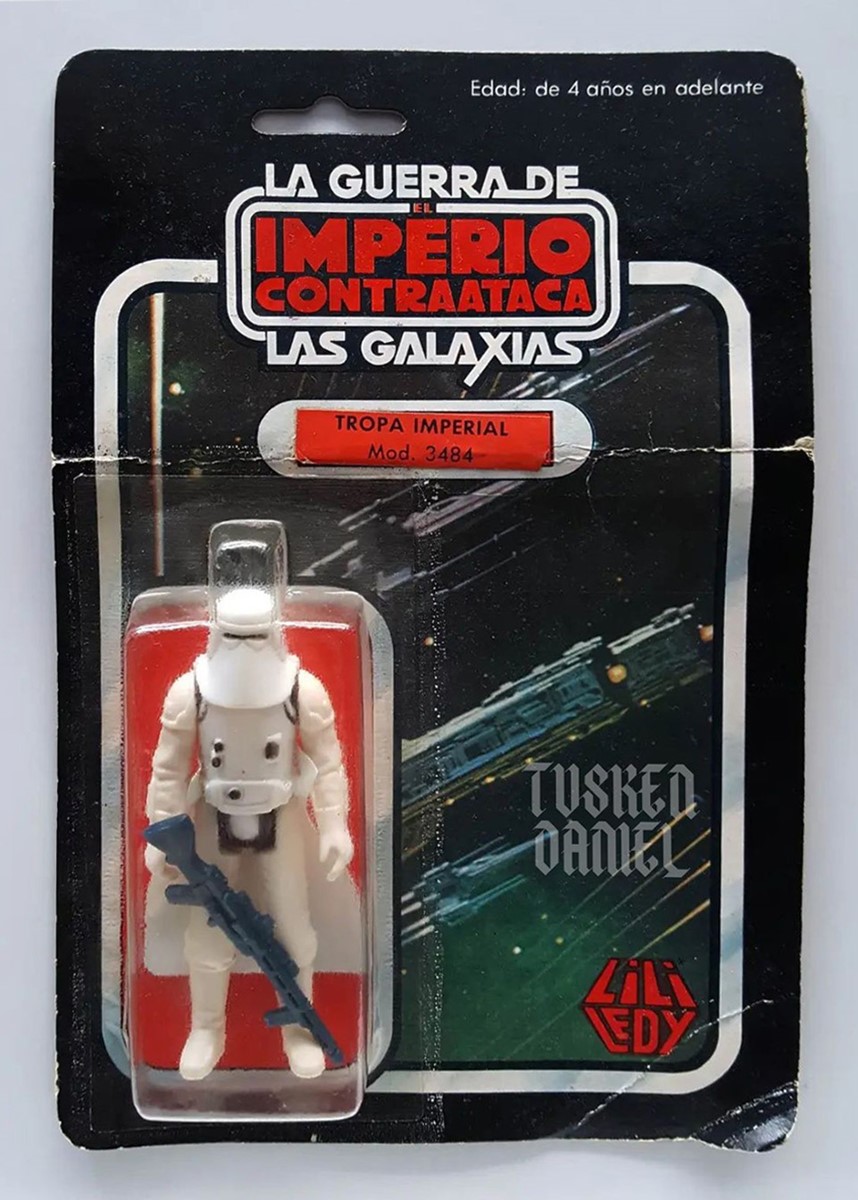 Edad: de 4 años en adelante
LA GUERRA DE
EL
IMPERIO
CONTRAATACA
LAS GALAXIAS
TROPA IMPERIAL
Mod. 3484
TUSKEN
DANIEL
LiLi
LEDY